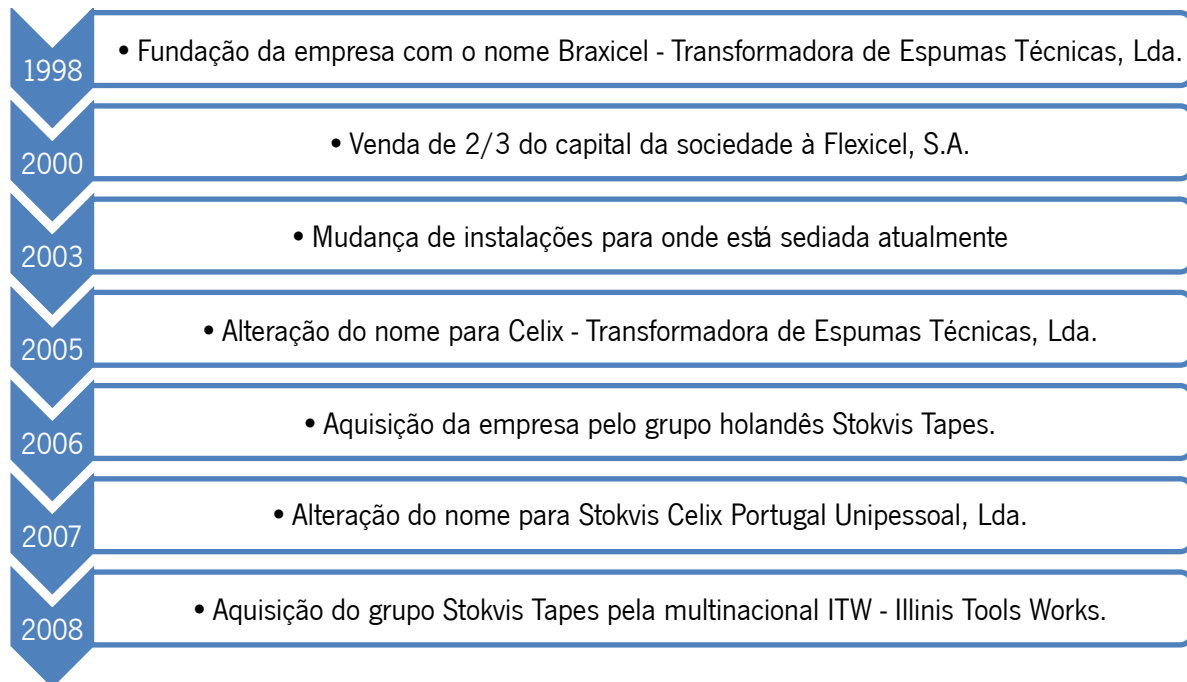 1998
• Fundação da empresa com o nome Braxicel - Transformadora de Espumas Técnicas, Lda.
2000
• Venda de 2/3 do capital da sociedade à Flexicel, S.A.
2003
• Mudança de instalações para onde está sediada atualmente
2005
• Alteração do nome para Celix - Transformadora de Espumas Técnicas, Lda.
2006
• Aquisição da empresa pelo grupo holandês Stokvis Tapes.
2007
• Alteração do nome para Stokvis Celix Portugal Unipessoal, Lda.
2008
• Aquisição do grupo Stokvis Tapes pela multinacional ITW - Illinis Tools Works.